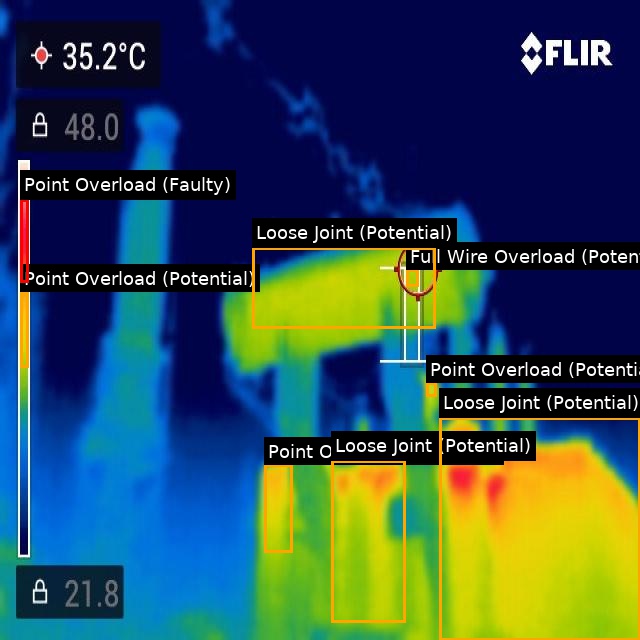 35.2°C
FLIR
48.0
Point Overload (Faulty)
Loose Joint (Potential)
Full Wire Overload (Poten
Point Overload (Potential)
Point Overload (Potentia
Loose Joint (Potential)
Point O
Loose Joint (Potential)
21.8